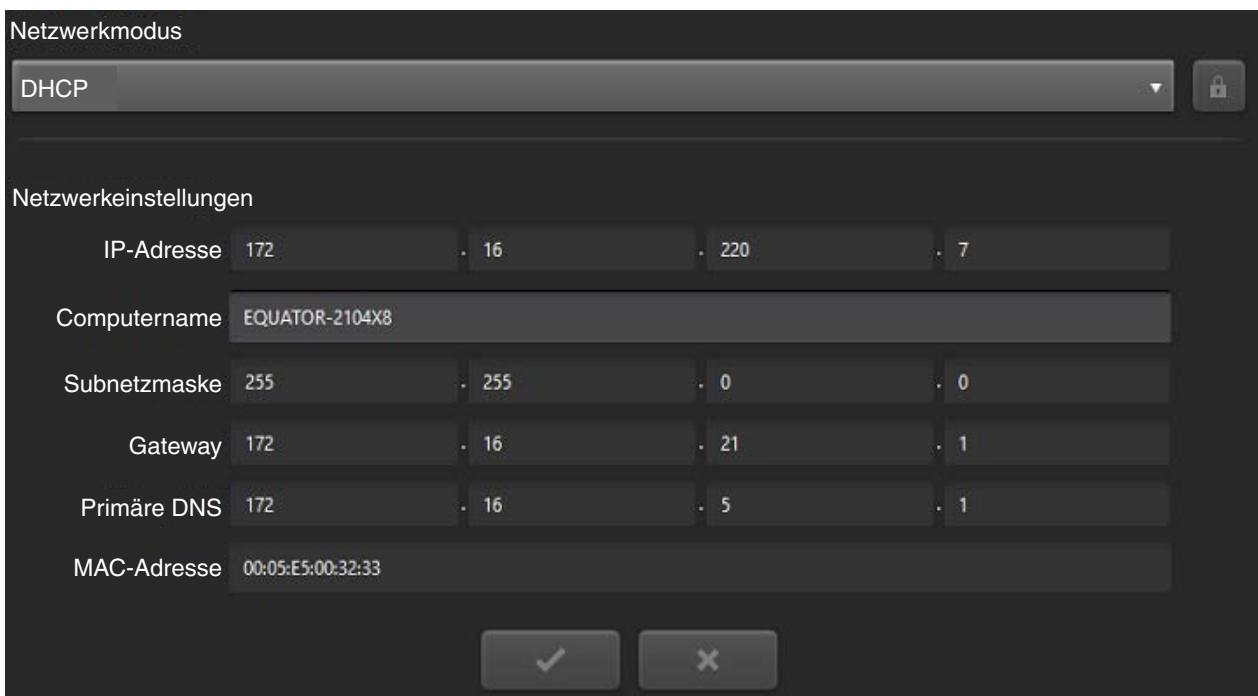 Netzwerkmodus
DHCP
Netzwerkeinstellungen
IP-Adresse 172 . 16 . 220 . 7
Computername EQUATOR-2104X8
Subnetzmaske 255 . 255 . 0 . 0
Gateway 172 . 16 . 21 . 1
Primäre DNS 172 . 16 . 5 . 1
MAC-Adresse 00:05:E5:00:32:33